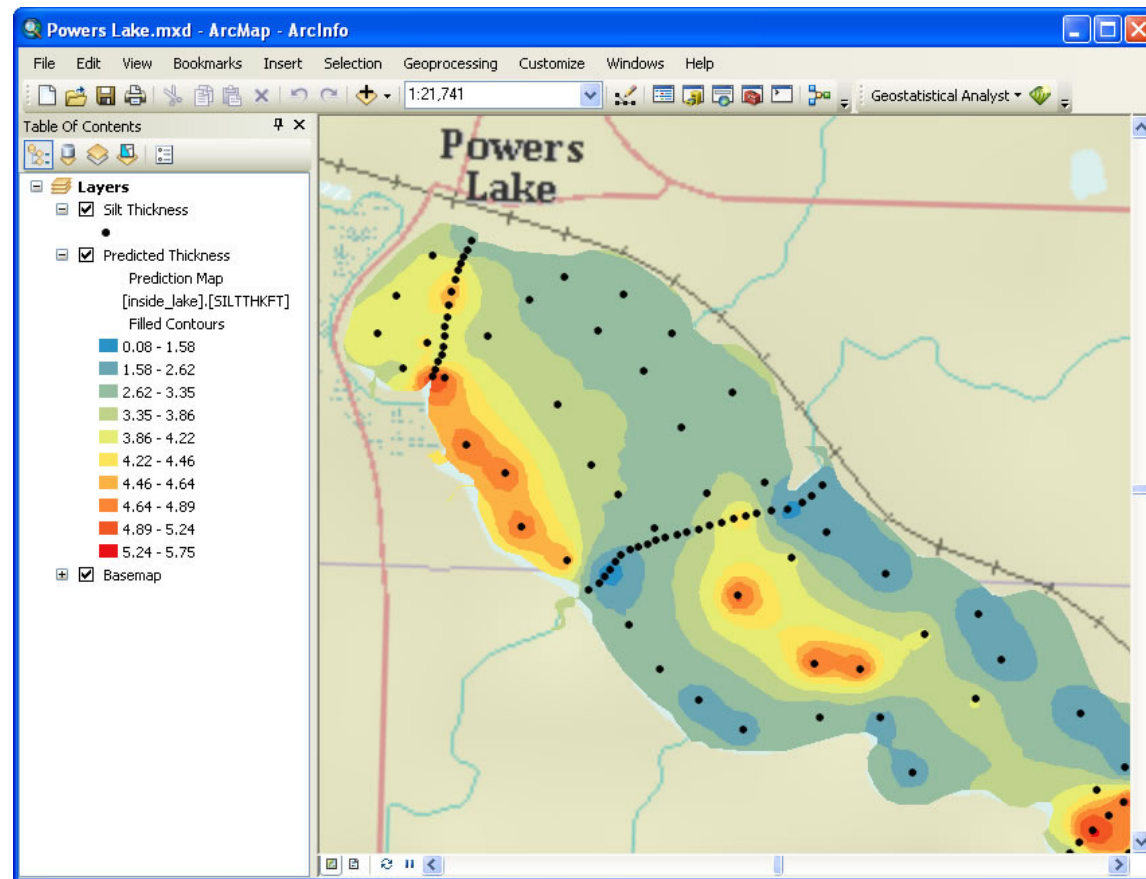 Powers Lake.mxd - ArcMap - ArcInfo
File Edit View Bookmarks Insert Selection Geoprocessing Customize Windows Help
1:21,741
Geostatistical Analyst
Table Of Contents
Layers
Silt Thickness
Predicted Thickness
Prediction Map
[inside_lake].[SILTTHKFT]
Filled Contours
0.08 - 1.58
1.58 - 2.62
2.62 - 3.35
3.35 - 3.86
3.86 - 4.22
4.22 - 4.46
4.46 - 4.64
4.64 - 4.89
4.89 - 5.24
5.24 - 5.75
Basemap
Powers
Lake